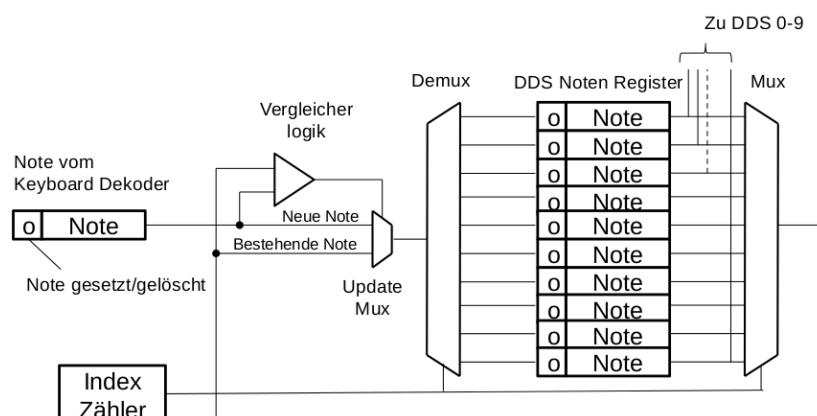 Zu DDS 0-9
Demux
DDS Noten Register
Mux
Vergleicher
logik
o Note
o Note
o Note
o Note
o Note
o Note
o Note
o Note
o Note
o Note
Note vom
Keyboard Dekoder
o Note
Neue Note
Bestehende Note
Note gesetzt/gelöscht
Update
Mux
Index
Zähler